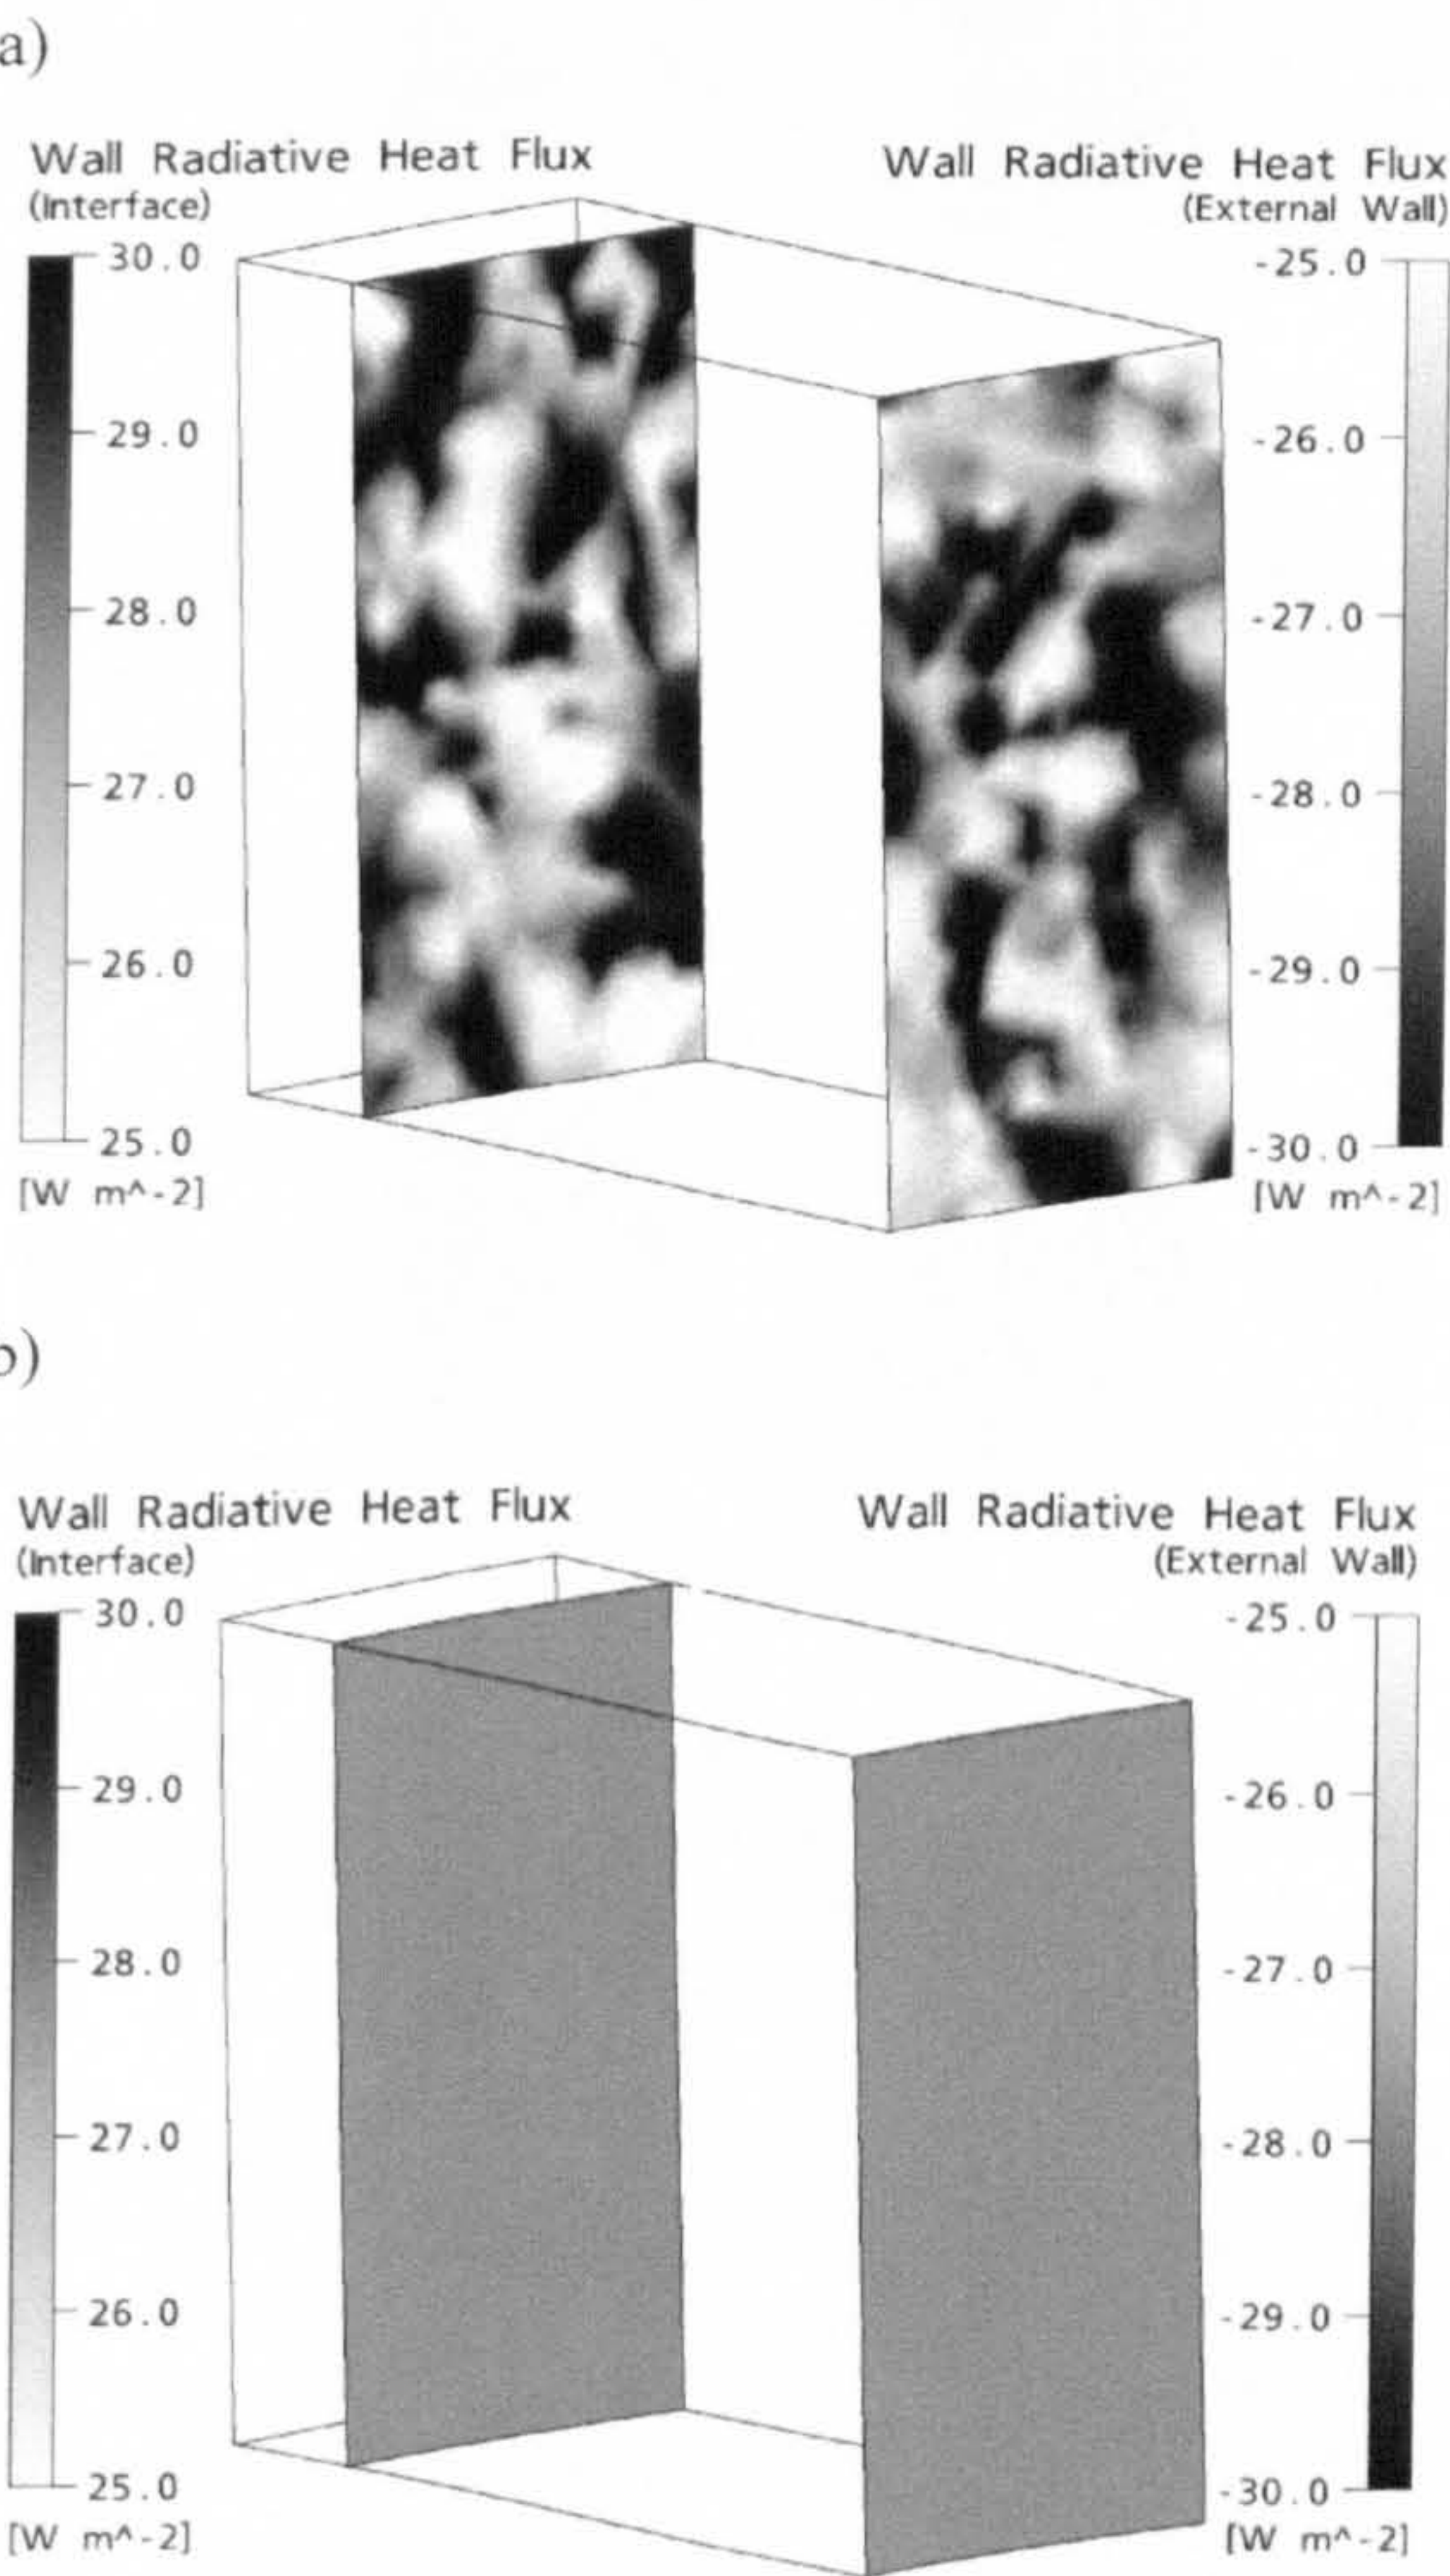 a)
Wall Radiative Heat Flux
(Interface)
30.0
29.0
28.0
27.0
26.0
25.0
[W m^-2]
Wall Radiative Heat Flux
(External Wall)
-25.0
-26.0
-27.0
-28.0
-29.0
-30.0
[W m^-2]
b)
Wall Radiative Heat Flux
(Interface)
30.0
29.0
28.0
27.0
26.0
25.0
[W m^-2]
Wall Radiative Heat Flux
(External Wall)
-25.0
-26.0
-27.0
-28.0
-29.0
-30.0
[W m^-2]